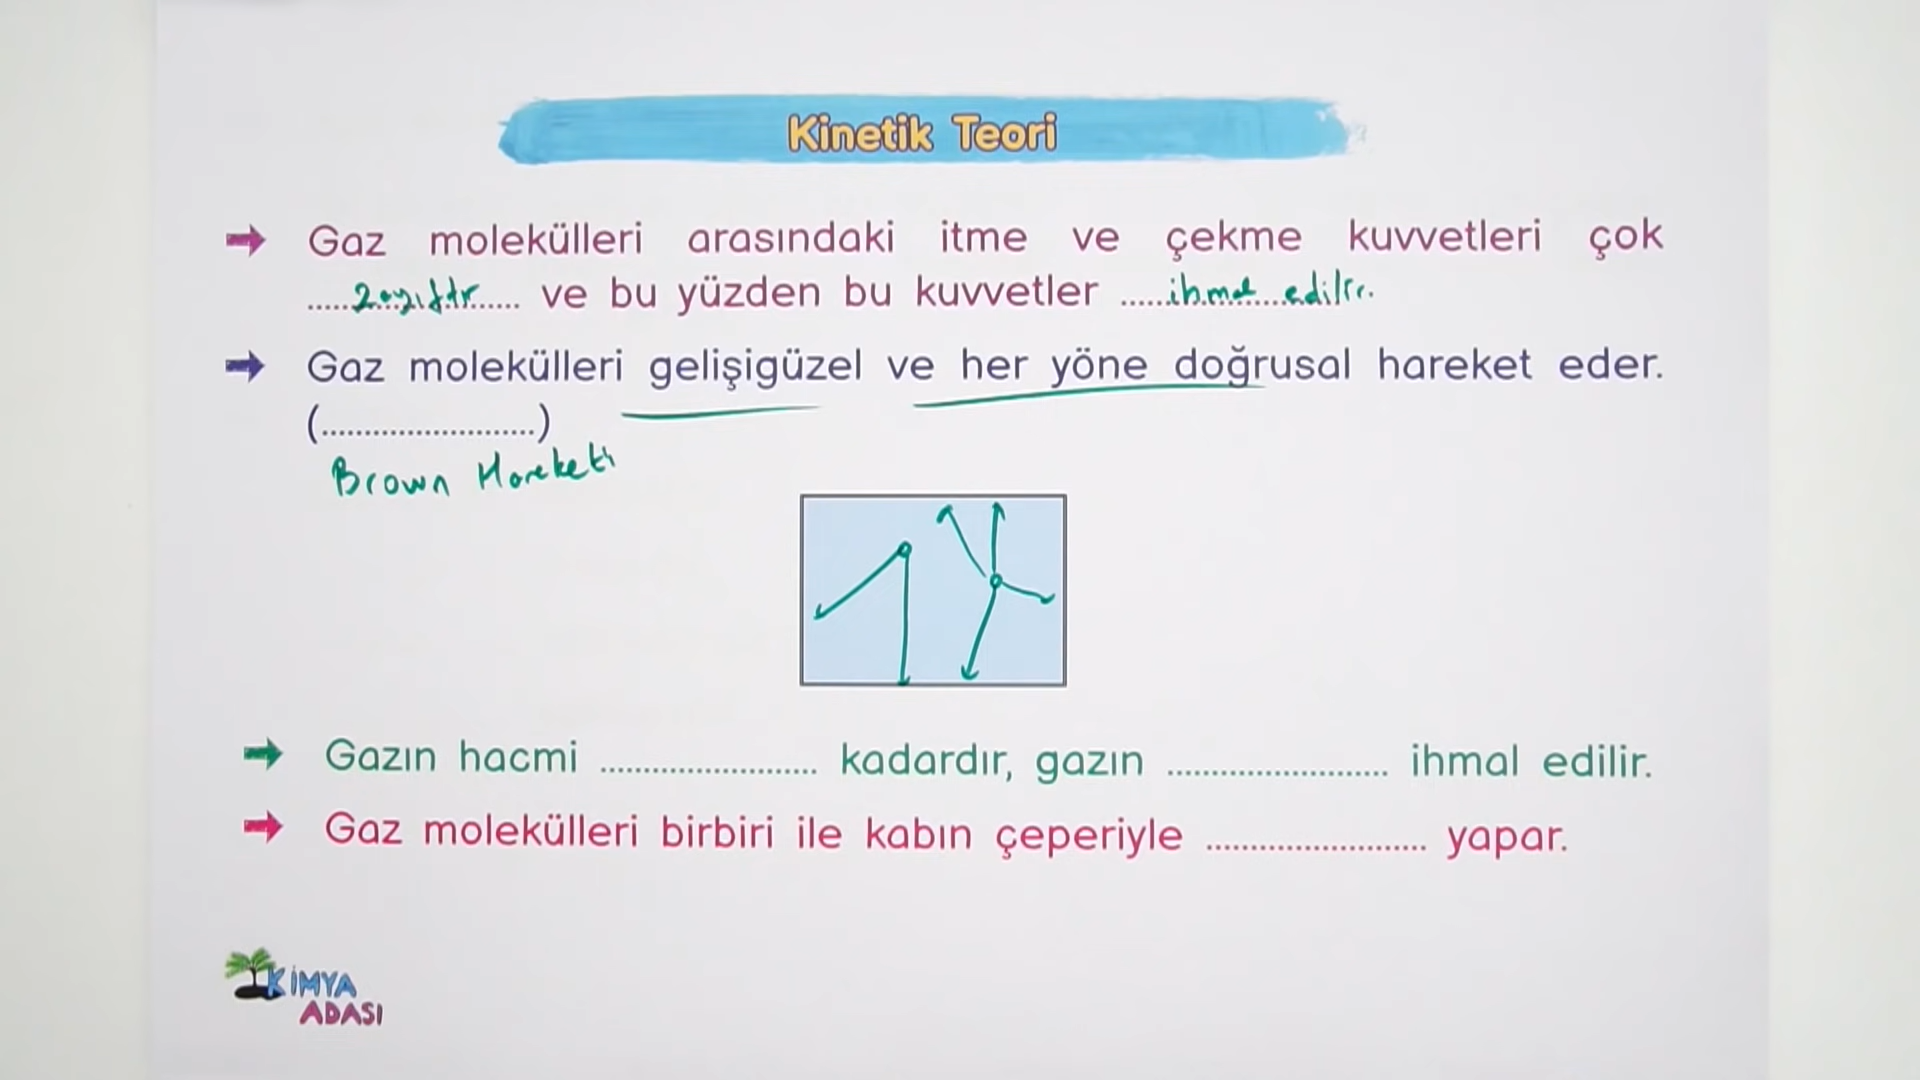 Kinetik Teori
Gaz molekülleri arasındaki itme ve çekme kuvvetleri çok
.....zayıftır..... ve bu yüzden bu kuvvetler ......ihmal edilir.
Gaz molekülleri gelişigüzel ve her yöne doğrusal hareket eder.
(........................)
Brown Hareketi
Gazın hacmi ........................ kadardır, gazın ........................ ihmal edilir.
Gaz molekülleri birbiri ile kabın çeperiyle ........................ yapar.
KİMYA
ADASI